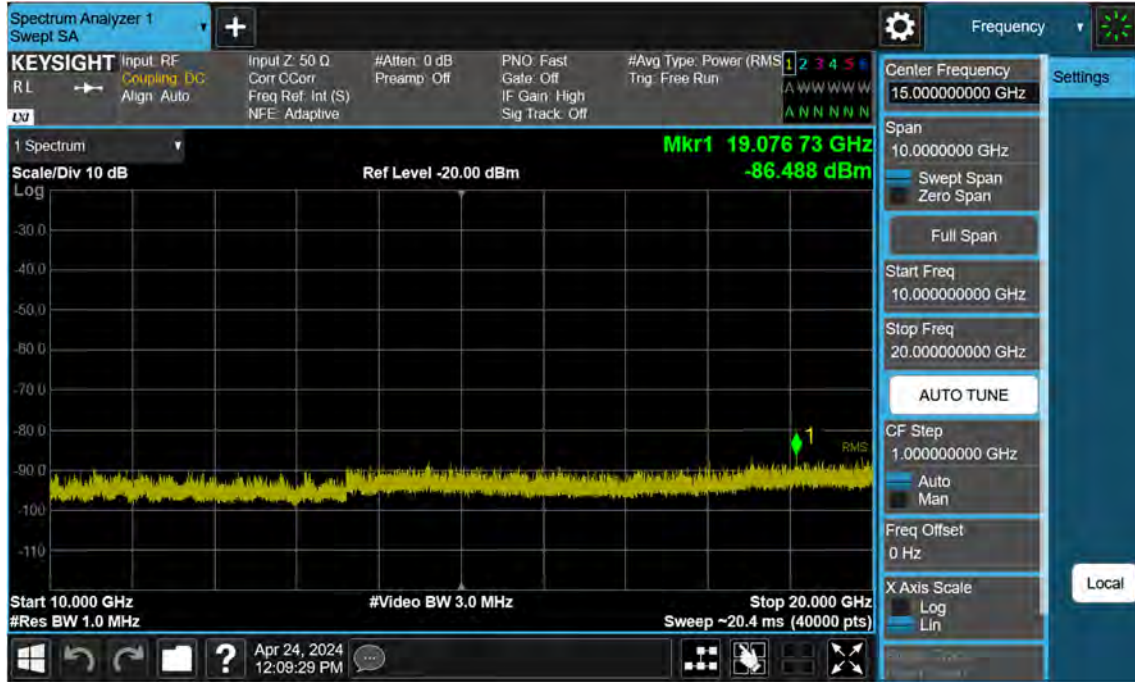 Spectrum Analyzer 1
Swept SA
Frequency
KEYSIGHT
RL
LXI
Input: RF
Coupling: DC
Align: Auto
Input Z: 50 Ω
Corr CCorr
Freq Ref: Int (S)
NFE: Adaptive
#Atten: 0 dB
Preamp: Off
PNO: Fast
Gate: Off
IF Gain: High
Sig Track: Off
#Avg Type: Power (RMS
Trig: Free Run
1 2 3 4 5 6
A W W W W W
A N N N N N
1 Spectrum
Scale/Div 10 dB
Ref Level -20.00 dBm
Mkr1 19.076 73 GHz
-86.488 dBm
Log
-30.0
-40.0
-50.0
-60.0
-70.0
-80.0
-90.0
-100
-110
1
RMS
Start 10.000 GHz
#Video BW 3.0 MHz
Stop 20.000 GHz
#Res BW 1.0 MHz
Sweep ~20.4 ms (40000 pts)
?
Apr 24, 2024
12:09:29 PM
Center Frequency
15.000000000 GHz
Span
10.0000000 GHz
Swept Span
Zero Span
Full Span
Start Freq
10.000000000 GHz
Stop Freq
20.000000000 GHz
AUTO TUNE
CF Step
1.000000000 GHz
Auto
Man
Freq Offset
0 Hz
X Axis Scale
Log
Lin
Settings
Local